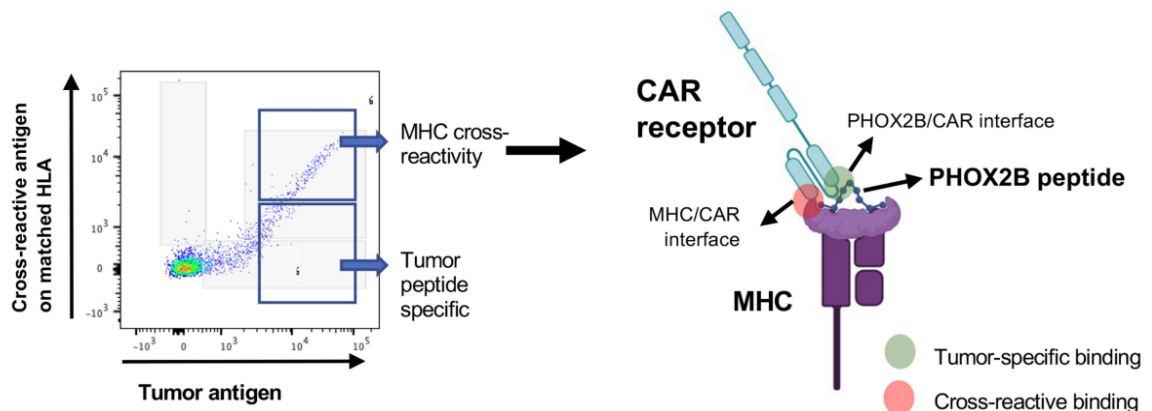 Cross-reactive antigen
on matched HLA
10^5
10^4
10^3
0
-10^3
-10^3
0
10^3
10^4
10^5
Tumor antigen
MHC cross-
reactivity
Tumor
peptide
specific
CAR
receptor
PHOX2B/CAR interface
PHOX2B peptide
MHC/CAR
interface
MHC
Tumor-specific binding
Cross-reactive binding